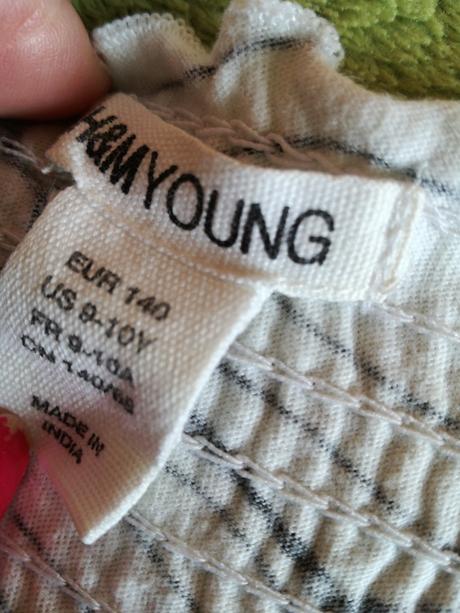 H&MYOUNG
EUR 140
US 9-10Y
FR 9-10A
CN 140/68
MADE IN
INDIA